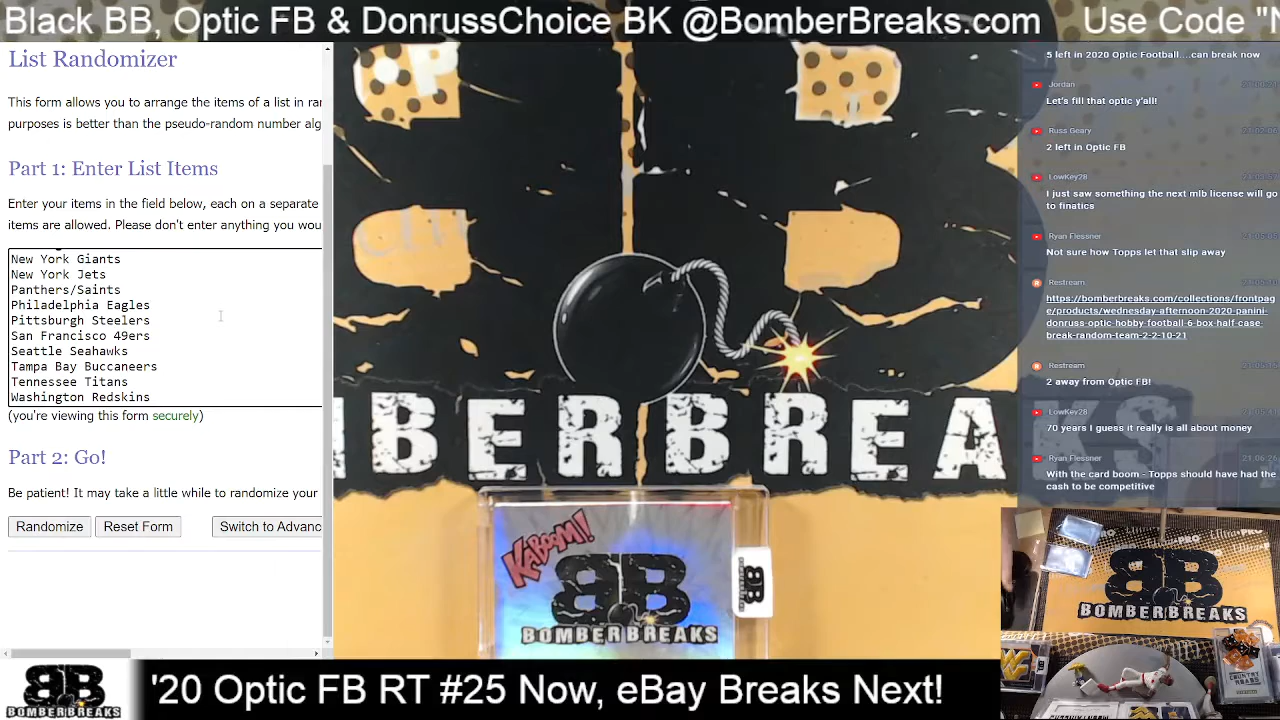 Black BB, Optic FB & DonrussChoice BK @BomberBreaks.com Use Code "N
List Randomizer
This form allows you to arrange the items of a list in ran
purposes is better than the pseudo-random number alg
Part 1: Enter List Items
Enter your items in the field below, each on a separate
items are allowed. Please don't enter anything you wou
New York Giants
New York Jets
Panthers/Saints
Philadelphia Eagles
Pittsburgh Steelers
San Francisco 49ers
Seattle Seahawks
Tampa Bay Buccaneers
Tennessee Titans
Washington Redskins
(you're viewing this form securely)
Part 2: Go!
Be patient! It may take a little while to randomize your
Randomize
Reset Form
Switch to Advanc
MBER BREAKS
KABOOM!
BB
BOMBERBREAKS
BB
5 left in 2020 Optic Football....can break now
Jordan
Let's fill that optic y'all!
Russ Geary
2 left in Optic FB
LowKey28
I just saw something the next mlb license will go
to finatics
Ryan Flessner
Not sure how Topps let that slip away
Restream
https://bomberbreaks.com/collections/frontpag
e/products/wednesday-afternoon-2020-panini-
donruss-optic-hobby-football-6-box-half-case-
break-random-team-2-2-10-21
Restream
2 away from Optic FB!
LowKey28
70 years I guess it really is all about money
Ryan Flessner 21:06:26
With the card boom - Topps should have had the
cash to be competitive
BB
BOMBERBREAKS
BB
BOMBERBREAKS
'20 Optic FB RT #25 Now, eBay Breaks Next!